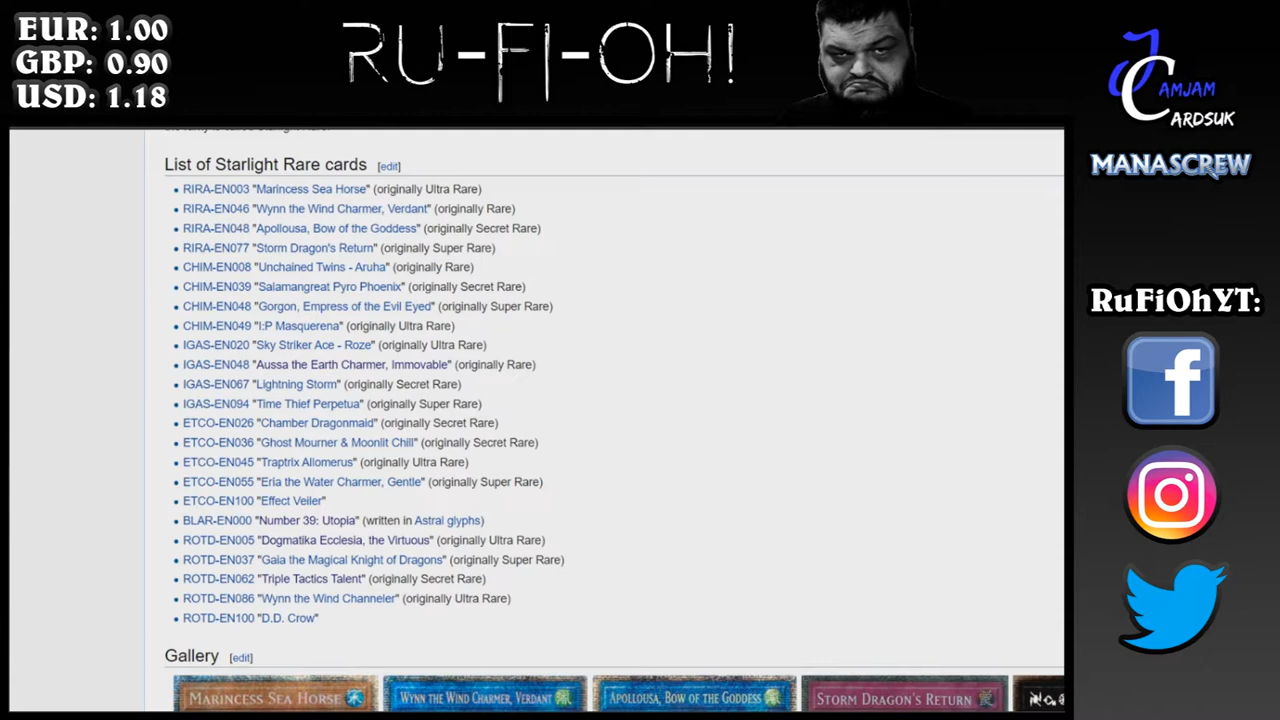 EUR: 1.00
GBP: 0.90
USD: 1.18
RU-FI-OH!
JAMJAM
CARDSUK
MANASCREW
RuFiOhYT:
List of Starlight Rare cards [edit]
• RIRA-EN003 "Marincess Sea Horse" (originally Ultra Rare)
• RIRA-EN046 "Wynn the Wind Charmer, Verdant" (originally Rare)
• RIRA-EN048 "Apollousa, Bow of the Goddess" (originally Secret Rare)
• RIRA-EN077 "Storm Dragon's Return" (originally Super Rare)
• CHIM-EN008 "Unchained Twins - Aruha" (originally Rare)
• CHIM-EN039 "Salamangreat Pyro Phoenix" (originally Secret Rare)
• CHIM-EN048 "Gorgon, Empress of the Evil Eyed" (originally Super Rare)
• CHIM-EN049 "I:P Masquerena" (originally Ultra Rare)
• IGAS-EN020 "Sky Striker Ace - Roze" (originally Ultra Rare)
• IGAS-EN048 "Aussa the Earth Charmer, Immovable" (originally Rare)
• IGAS-EN067 "Lightning Storm" (originally Secret Rare)
• IGAS-EN094 "Time Thief Perpetua" (originally Super Rare)
• ETCO-EN026 "Chamber Dragonmaid" (originally Secret Rare)
• ETCO-EN036 "Ghost Mourner & Moonlit Chill" (originally Secret Rare)
• ETCO-EN045 "Traptrix Allomerus" (originally Ultra Rare)
• ETCO-EN055 "Eria the Water Charmer, Gentle" (originally Super Rare)
• ETCO-EN100 "Effect Veiler"
• BLAR-EN000 "Number 39: Utopia" (written in Astral glyphs)
• ROTD-EN005 "Dogmatika Ecclesia, the Virtuous" (originally Ultra Rare)
• ROTD-EN037 "Gaia the Magical Knight of Dragons" (originally Super Rare)
• ROTD-EN062 "Triple Tactics Talent" (originally Secret Rare)
• ROTD-EN086 "Wynn the Wind Channeler" (originally Ultra Rare)
• ROTD-EN100 "D.D. Crow"
Gallery [edit]
MARINCESS SEA HORSE
WYNN THE WIND CHARMER, VERDANT
APOLLOUSA, BOW OF THE GODDESS
STORM DRAGON'S RETURN